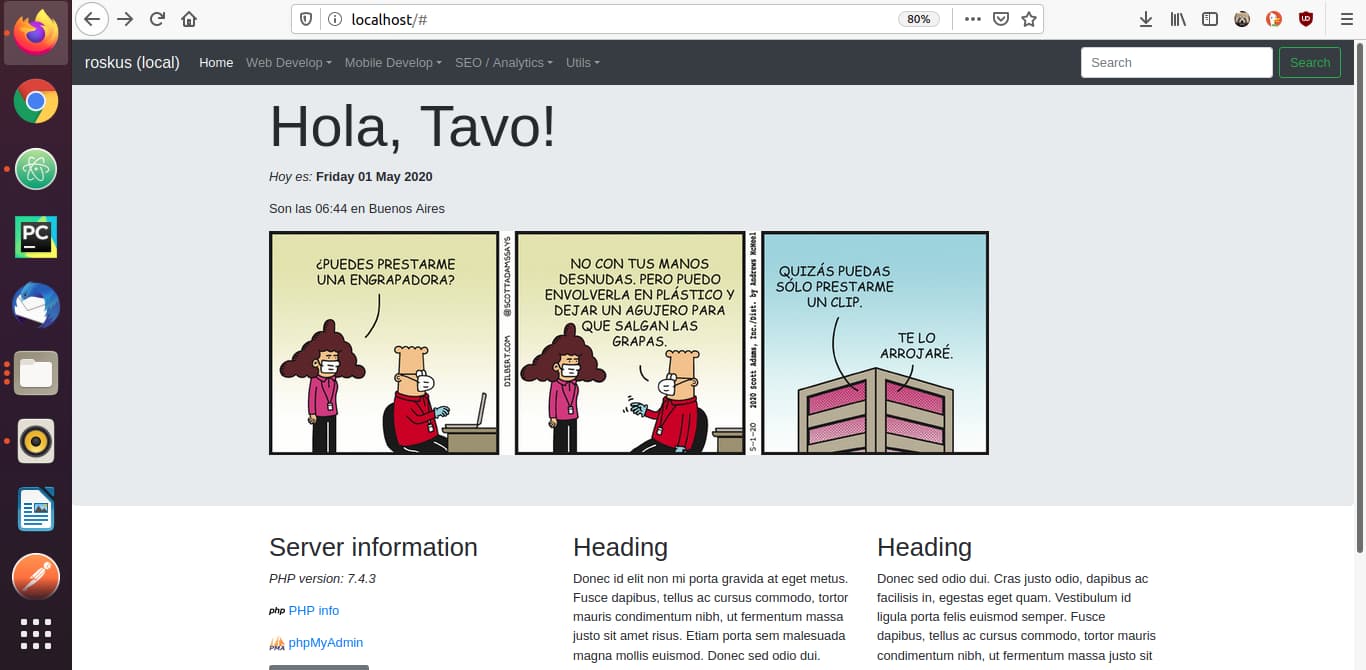 localhost/#
80%
roskus (local)
Home
Web Develop
Mobile Develop
SEO / Analytics
Utils
Search
Search
Hola, Tavo!
Hoy es: Friday 01 May 2020
Son las 06:44 en Buenos Aires
¿PUEDES PRESTARME
UNA ENGRAPADORA?
DILBERT.COM @SCOTTADAMSSAYS
NO CON TUS MANOS
DESNUDAS. PERO PUEDO
ENVOLVERLA EN PLÁSTICO Y
DEJAR UN AGUJERO PARA
QUE SALGAN LAS
GRAPAS.
5-1-20 2020 Scott Adams, Inc./Dist. by Andrews McMeel
QUIZÁS PUEDAS
SÓLO PRESTARME
UN CLIP.
TE LO
ARROJARÉ.
Server information
PHP version: 7.4.3
php PHP info
PMA phpMyAdmin
Heading
Donec id elit non mi porta gravida at eget metus.
Fusce dapibus, tellus ac cursus commodo, tortor
mauris condimentum nibh, ut fermentum massa
justo sit amet risus. Etiam porta sem malesuada
magna mollis euismod. Donec sed odio dui.
Heading
Donec sed odio dui. Cras justo odio, dapibus ac
facilisis in, egestas eget quam. Vestibulum id
ligula porta felis euismod semper. Fusce
dapibus, tellus ac cursus commodo, tortor mauris
condimentum nibh, ut fermentum massa justo sit
PC
UD